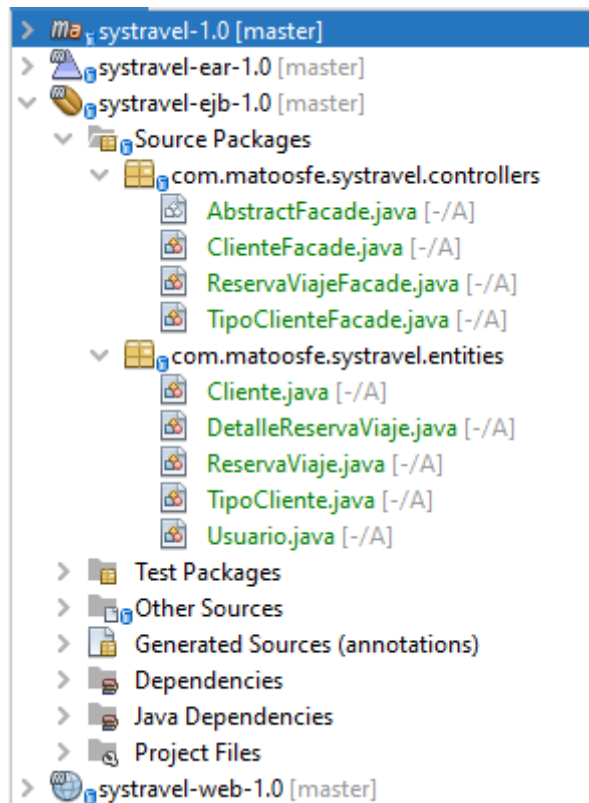 systravel-1.0 [master]
systravel-ear-1.0 [master]
systravel-ejb-1.0 [master]
Source Packages
com.matoosfe.systravel.controllers
AbstractFacade.java [-/A]
ClienteFacade.java [-/A]
ReservaViajeFacade.java [-/A]
TipoClienteFacade.java [-/A]
com.matoosfe.systravel.entities
Cliente.java [-/A]
DetalleReservaViaje.java [-/A]
ReservaViaje.java [-/A]
TipoCliente.java [-/A]
Usuario.java [-/A]
Test Packages
Other Sources
Generated Sources (annotations)
Dependencies
Java Dependencies
Project Files
systravel-web-1.0 [master]